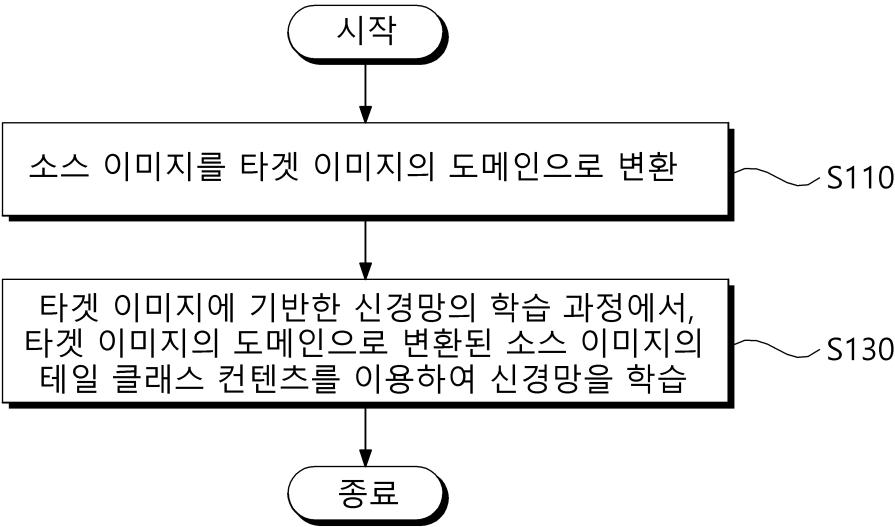 시작
소스 이미지를 타겟 이미지의 도메인으로 변환
S110
타겟 이미지에 기반한 신경망의 학습 과정에서,
타겟 이미지의 도메인으로 변환된 소스 이미지의
테일 클래스 컨텐츠를 이용하여 신경망을 학습
S130
종료